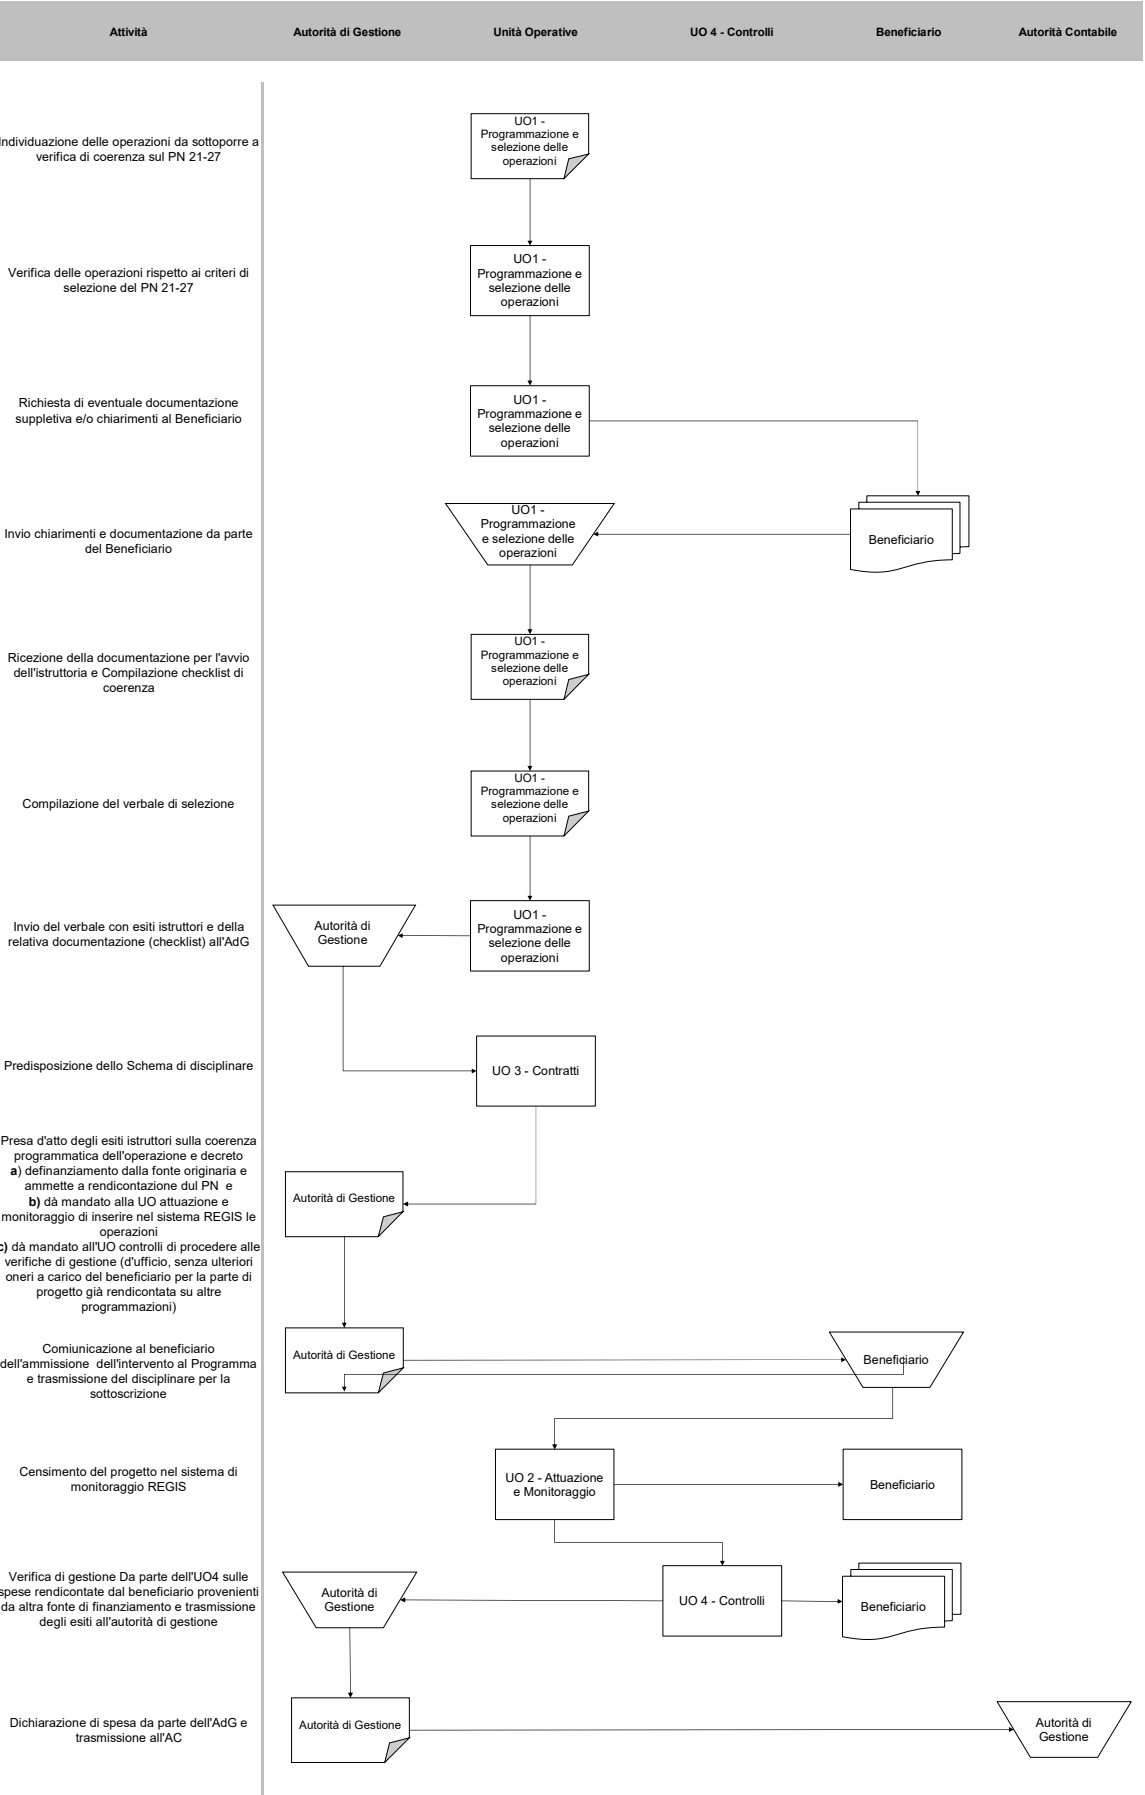 Attività
Autorità di Gestione
Unità Operative
UO 4 - Controlli
Beneficiario
Autorità Contabile
Individuazione delle operazioni da sottoporre a
verifica di coerenza sul PN 21-27
UO1 -
Programmazione e
selezione delle
operazioni
Verifica delle operazioni rispetto ai criteri di
selezione del PN 21-27
UO1 -
Programmazione e
selezione delle
operazioni
Richiesta di eventuale documentazione
suppletiva e/o chiarimenti al Beneficiario
UO1 -
Programmazione e
selezione delle
operazioni
Invio chiarimenti e documentazione da parte
del Beneficiario
UO1 -
Programmazione
e selezione delle
operazioni
Beneficiario
Ricezione della documentazione per l'avvio
dell'istruttoria e Compilazione checklist di
coerenza
UO1 -
Programmazione e
selezione delle
operazioni
Compilazione del verbale di selezione
UO1 -
Programmazione e
selezione delle
operazioni
Invio del verbale con esiti istruttori e della
relativa documentazione (checklist) all'AdG
Autorità di
Gestione
UO1 -
Programmazione e
selezione delle
operazioni
Predisposizione dello Schema di disciplinare
UO 3 - Contratti
Presa d'atto degli esiti istruttori sulla coerenza
programmatica dell'operazione e decreto
a) definanziamento dalla fonte originaria e
ammette a rendicontazione dul PN e
b) dà mandato alla UO attuazione e
monitoraggio di inserire nel sistema REGIS le
operazioni
c) dà mandato all'UO controlli di procedere alle
verifiche di gestione (d'ufficio, senza ulteriori
oneri a carico del beneficiario per la parte di
progetto già rendicontata su altre
programmazioni)
Autorità di Gestione
Comiunicazione al beneficiario
dell'ammissione dell'intervento al Programma
e trasmissione del disciplinare per la
sottoscrizione
Autorità di Gestione
Beneficiario
Censimento del progetto nel sistema di
monitoraggio REGIS
UO 2 - Attuazione
e Monitoraggio
Beneficiario
Verifica di gestione Da parte dell'UO4 sulle
spese rendicontate dal beneficiario provenienti
da altra fonte di finanziamento e trasmissione
degli esiti all'autorità di gestione
Autorità di
Gestione
UO 4 - Controlli
Beneficiario
Dichiarazione di spesa da parte dell'AdG e
trasmissione all'AC
Autorità di Gestione
Autorità di
Gestione